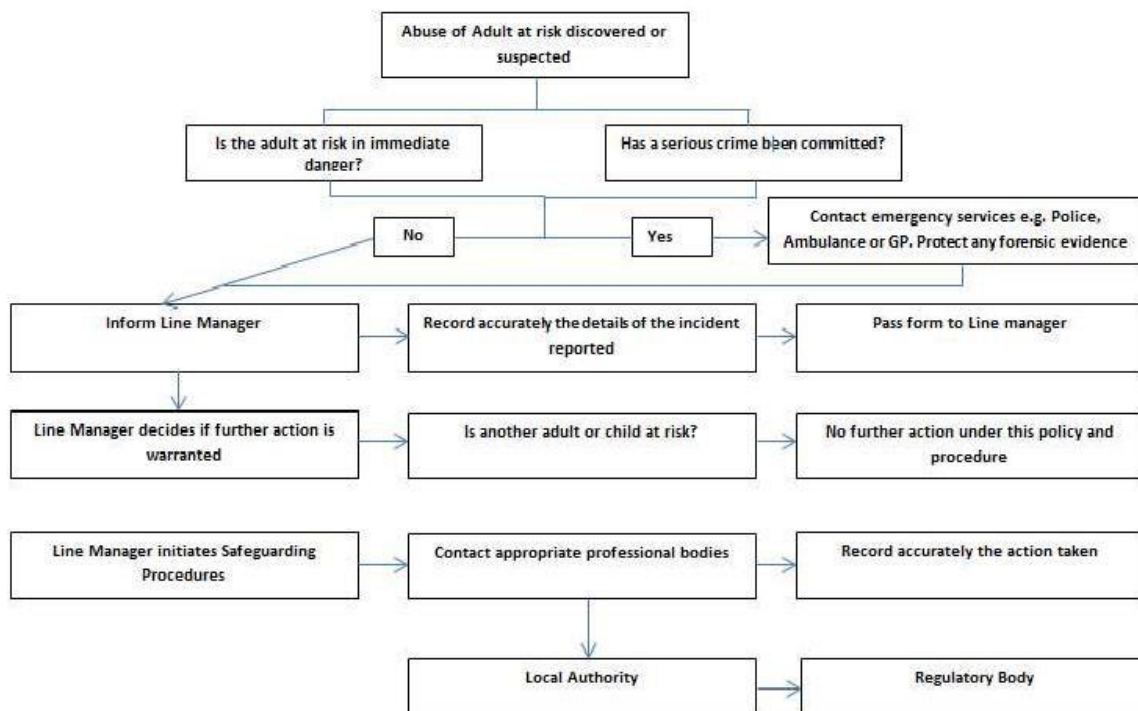 Abuse of Adult at risk discovered or
suspected
Is the adult at risk in immediate
danger?
Has a serious crime been committed?
No
Yes
Contact emergency services e.g. Police,
Ambulance or GP. Protect any forensic evidence
Inform Line Manager
Record accurately the details of the incident
reported
Pass form to Line manager
Line Manager decides if further action is
warranted
Is another adult or child at risk?
No further action under this policy and
procedure
Line Manager initiates Safeguarding
Procedures
Contact appropriate professional bodies
Record accurately the action taken
Local Authority
Regulatory Body